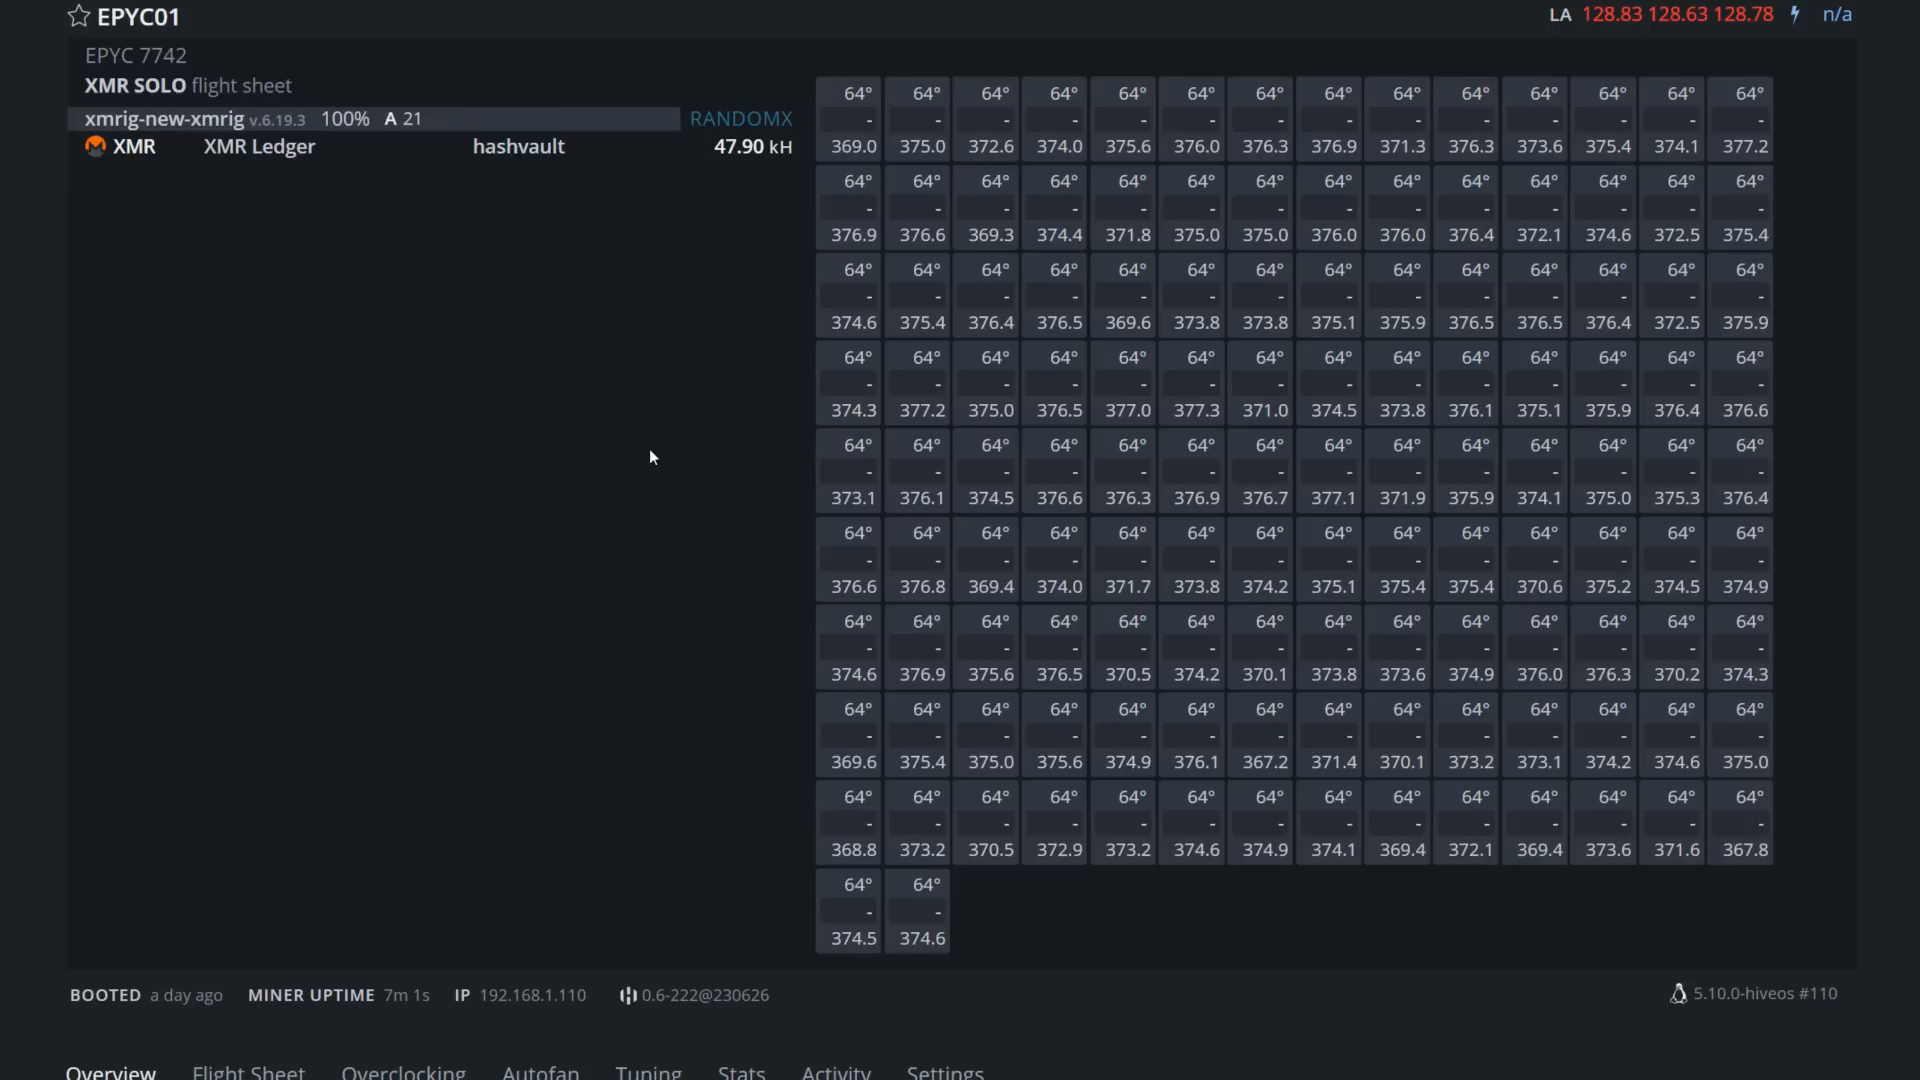 EPYC01
LA 128.83 128.63 128.78 n/a
EPYC 7742
XMR SOLO flight sheet
xmrig-new-xmrig v.6.19.3 100% A 21 RANDOMX
XMR XMR Ledger hashvault 47.90 kH
64° 64° 64° 64° 64° 64° 64° 64° 64° 64° 64° 64° 64° 64°
- - - - - - - - - - - - - -
369.0 375.0 372.6 374.0 375.6 376.0 376.3 376.9 371.3 376.3 373.6 375.4 374.1 377.2
64° 64° 64° 64° 64° 64° 64° 64° 64° 64° 64° 64° 64° 64°
- - - - - - - - - - - - - -
376.9 376.6 369.3 374.4 371.8 375.0 375.0 376.0 376.0 376.4 372.1 374.6 372.5 375.4
64° 64° 64° 64° 64° 64° 64° 64° 64° 64° 64° 64° 64° 64°
- - - - - - - - - - - - - -
374.6 375.4 376.4 376.5 369.6 373.8 373.8 375.1 375.9 376.5 376.5 376.4 372.5 375.9
64° 64° 64° 64° 64° 64° 64° 64° 64° 64° 64° 64° 64° 64°
- - - - - - - - - - - - - -
374.3 377.2 375.0 376.5 377.0 377.3 371.0 374.5 373.8 376.1 375.1 375.9 376.4 376.6
64° 64° 64° 64° 64° 64° 64° 64° 64° 64° 64° 64° 64° 64°
- - - - - - - - - - - - - -
373.1 376.1 374.5 376.6 376.3 376.9 376.7 377.1 371.9 375.9 374.1 375.0 375.3 376.4
64° 64° 64° 64° 64° 64° 64° 64° 64° 64° 64° 64° 64° 64°
- - - - - - - - - - - - - -
376.6 376.8 369.4 374.0 371.7 373.8 374.2 375.1 375.4 375.4 370.6 375.2 374.5 374.9
64° 64° 64° 64° 64° 64° 64° 64° 64° 64° 64° 64° 64° 64°
- - - - - - - - - - - - - -
374.6 376.9 375.6 376.5 370.5 374.2 370.1 373.8 373.6 374.9 376.0 376.3 370.2 374.3
64° 64° 64° 64° 64° 64° 64° 64° 64° 64° 64° 64° 64° 64°
- - - - - - - - - - - - - -
369.6 375.4 375.0 375.6 374.9 376.1 367.2 371.4 370.1 373.2 373.1 374.2 374.6 375.0
64° 64° 64° 64° 64° 64° 64° 64° 64° 64° 64° 64° 64° 64°
- - - - - - - - - - - - - -
368.8 373.2 370.5 372.9 373.2 374.6 374.9 374.1 369.4 372.1 369.4 373.6 371.6 367.8
64° 64°
- -
374.5 374.6
BOOTED a day ago MINER UPTIME 7m 1s IP 192.168.1.110 0.6-222@230626 5.10.0-hiveos #110
Overview Flight Sheet Overclocking Autofan Tuning Stats Activity Settings